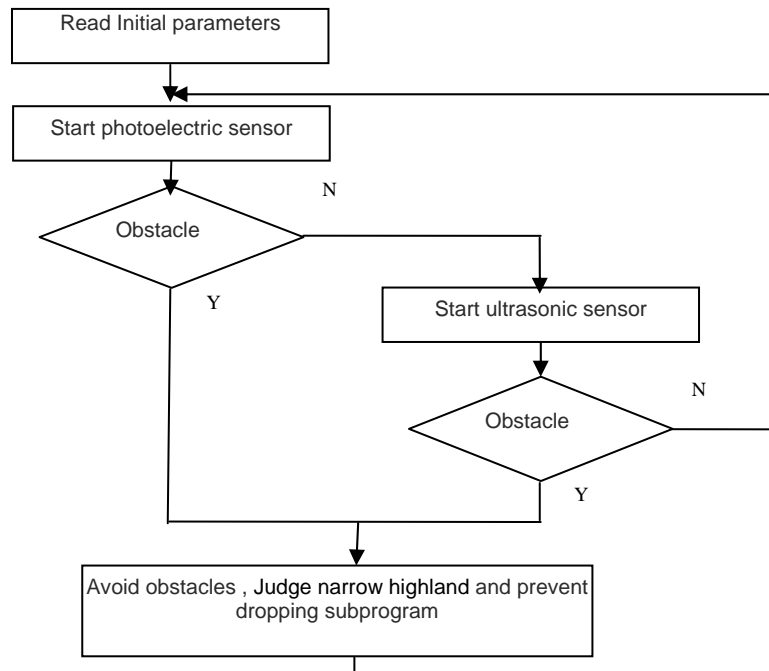 Read Initial parameters
Start photoelectric sensor
N
Obstacle
Y
Start ultrasonic sensor
N
Obstacle
Y
Avoid obstacles , Judge narrow highland and prevent
dropping subprogram